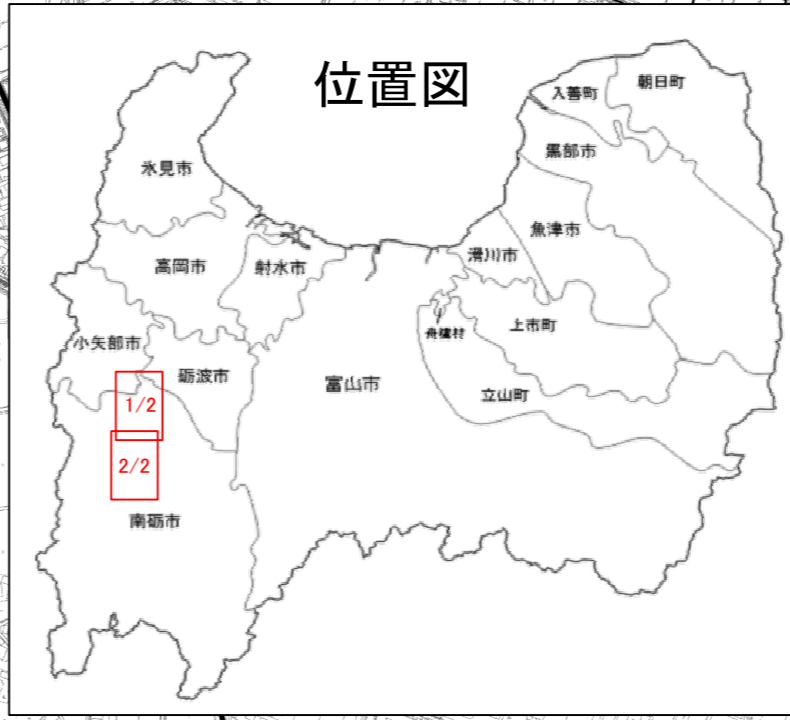 位置図
入善町
朝日町
黒部市
氷見市
魚津市
滑川市
高岡市
射水市
上市町
舟橋村
小矢部市
砺波市
富山市
立山町
1/2
2/2
南砺市